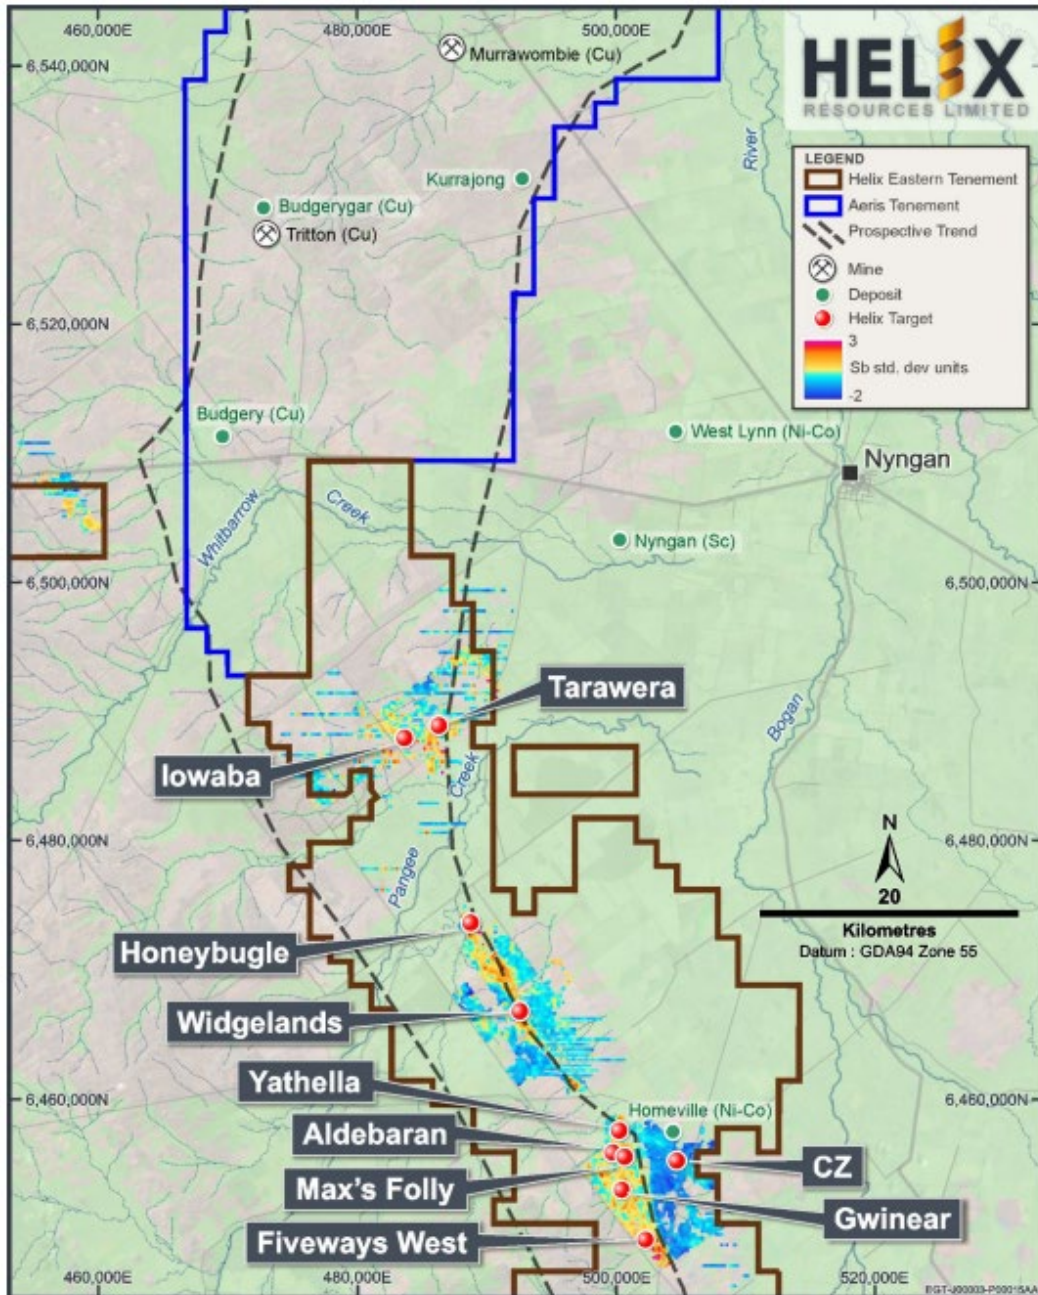 460,000E
480,000E
500,000E
HELIX
RESOURCES LIMITED
6,540,000N
Murrawombie (Cu)
River
LEGEND
Helix Eastern Tenement
Aeris Tenement
Prospective Trend
Mine
Deposit
Helix Target
3
Sb std. dev units
-2
Kurrajong
Budgerygar (Cu)
Tritton (Cu)
6,520,000N
Budgery (Cu)
West Lynn (Ni-Co)
Nyngan
Whitbarrow
Creek
Nyngan (Sc)
6,500,000N
6,500,000N
Tarawera
Bogan
Iowaba
Creek
6,480,000N
6,480,000N
Pangee
N
20
Kilometres
Datum : GDA94 Zone 55
Honeybugle
Widgelands
Yathella
6,460,000N
Homeville (Ni-Co)
6,460,000N
Aldebaran
CZ
Max's Folly
Gwinear
Fiveways West
460,000E
480,000E
500,000E
520,000E
EGT-J00003-P00015AA